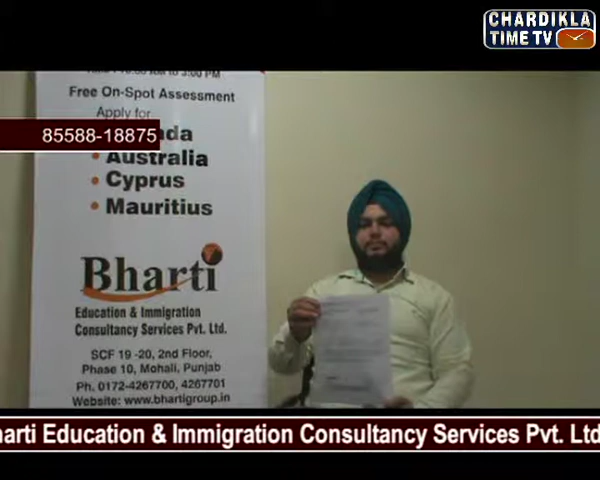 CHARDIKLA
TIME TV
Free On-Spot Assessment
Apply for
85588-18875
• Australia
• Cyprus
• Mauritius
Bharti
Education & Immigration
Consultancy Services Pvt. Ltd.
SCF 19 -20, 2nd Floor,
Phase 10, Mohali, Punjab
Ph. 0172-4267700, 4267701
Website: www.bhartigroup.in
arti Education & Immigration Consultancy Services Pvt. Ltd